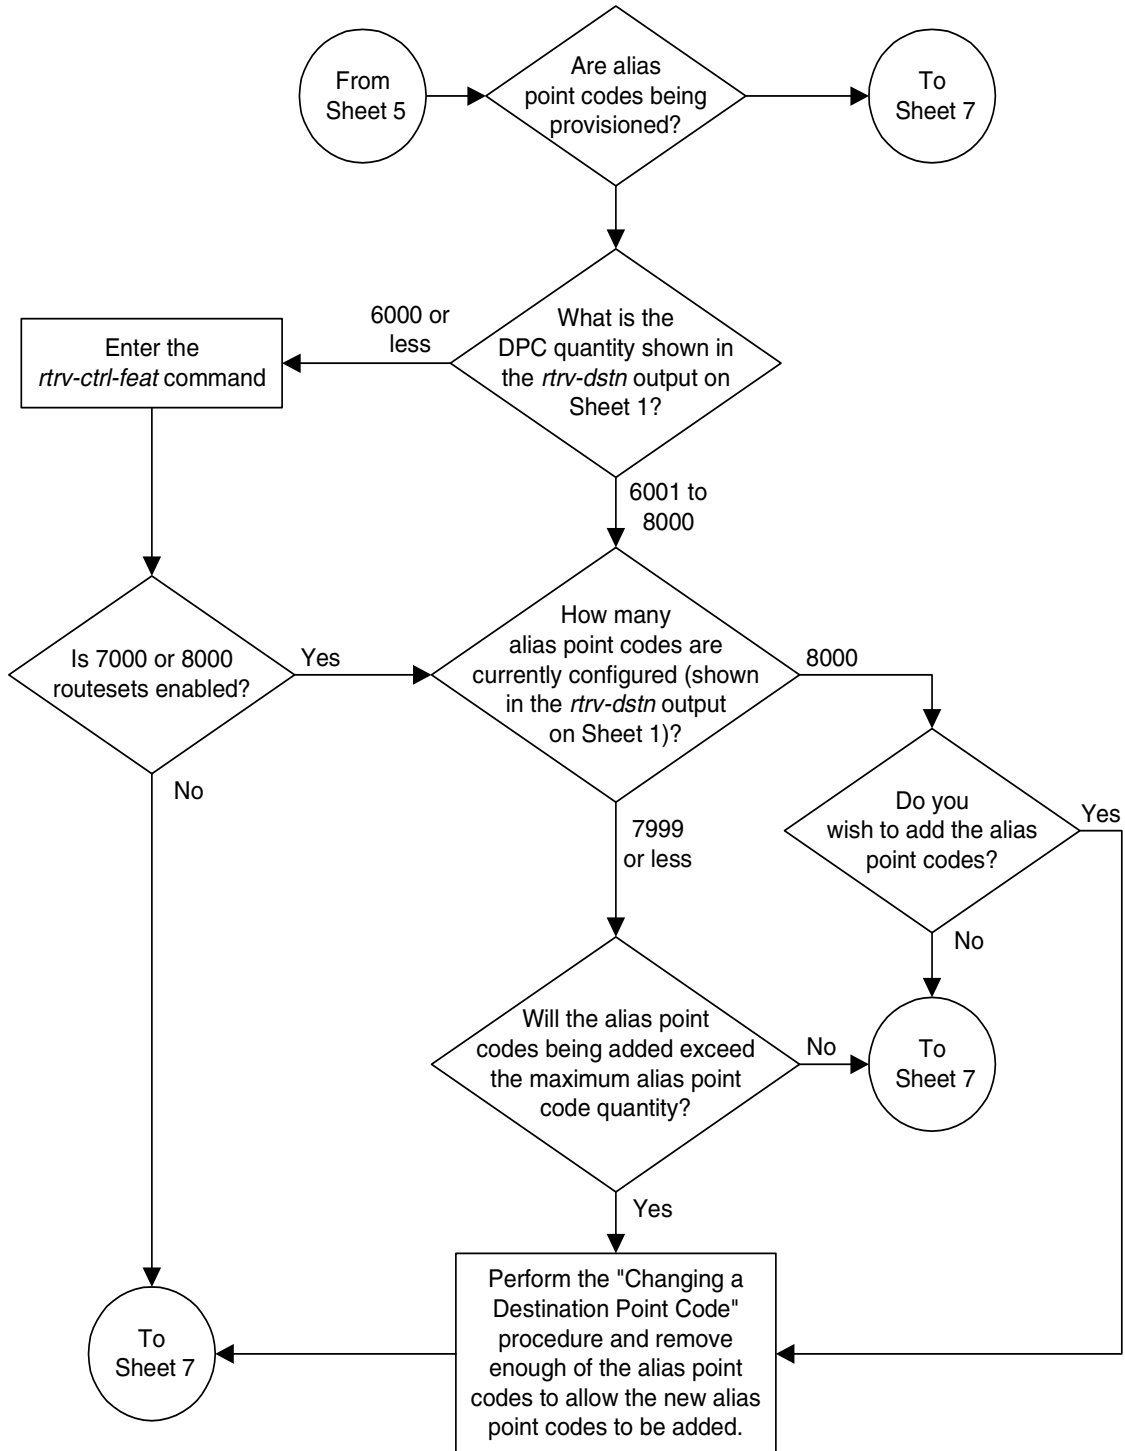 From
Sheet 5
Are alias
point codes being
provisioned?
To
Sheet 7
6000 or
less
What is the
DPC quantity shown in
the rtrv-dstn output on
Sheet 1?
Enter the
rtrv-ctrl-feat command
6001 to
8000
Is 7000 or 8000
routesets enabled?
Yes
How many
alias point codes are
currently configured (shown
in the rtrv-dstn output
on Sheet 1)?
8000
No
7999
or less
Do you
wish to add the alias
point codes?
Yes
No
Will the alias point
codes being added exceed
the maximum alias point
code quantity?
No
To
Sheet 7
Yes
Perform the "Changing a
Destination Point Code"
procedure and remove
enough of the alias point
codes to allow the new alias
point codes to be added.
To
Sheet 7